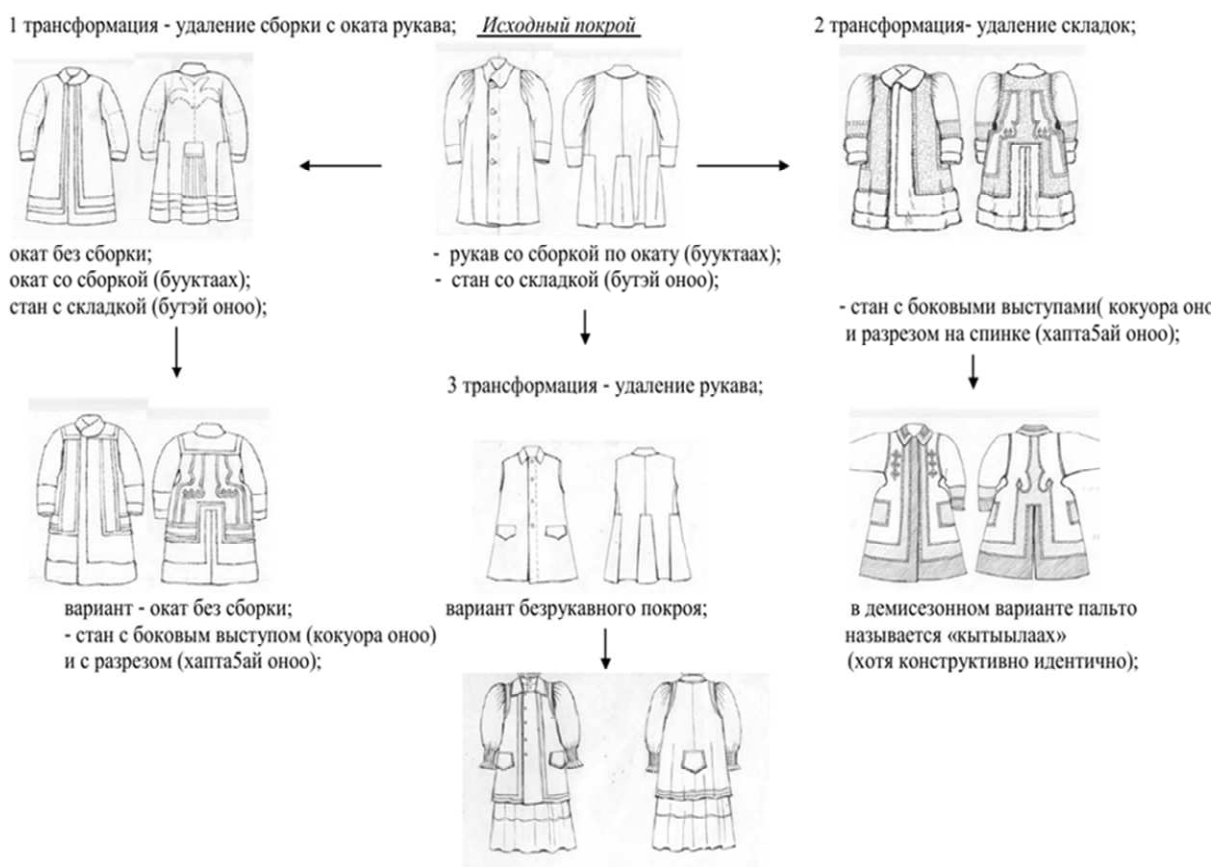 1 трансформация - удаление сборки с оката рукава;
Исходный покрой
2 трансформация- удаление складок;
окат без сборки;
окат со сборкой (бууктаах);
стан с складкой (бутэй оноо);
- рукав со сборкой по окату (бууктаах);
- стан со складкой (бутэй оноо);
- стан с боковыми выступами( кокуора оно
и разрезом на спинке (хапта5ай оноо);
3 трансформация - удаление рукава;
вариант - окат без сборки;
- стан с боковым выступом (кокуора оноо)
и с разрезом (хапта5ай оноо);
вариант безрукавного покроя;
в демисезонном варианте пальто
называется «кытыылаах»
(хотя конструктивно идентично);